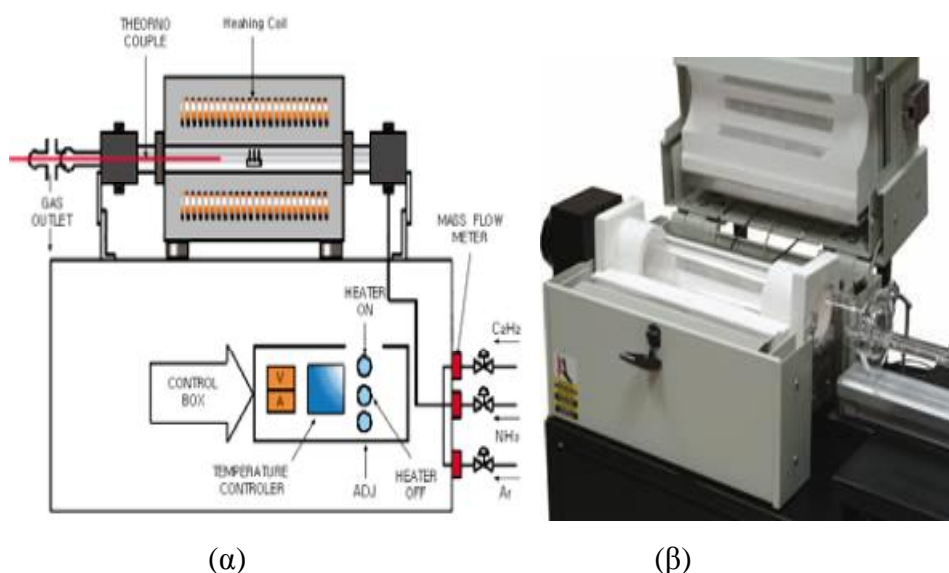 THEORNO
COUPLE
Heahing Coil
GAS
OUTLET
MASS FLOW
METER
HEATER
ON
C2H2
CONTROL
BOX
V
A
NH3
TEMPERATURE
CONTROLER
ADJ
HEATER
OFF
Ar
(α)
(β)